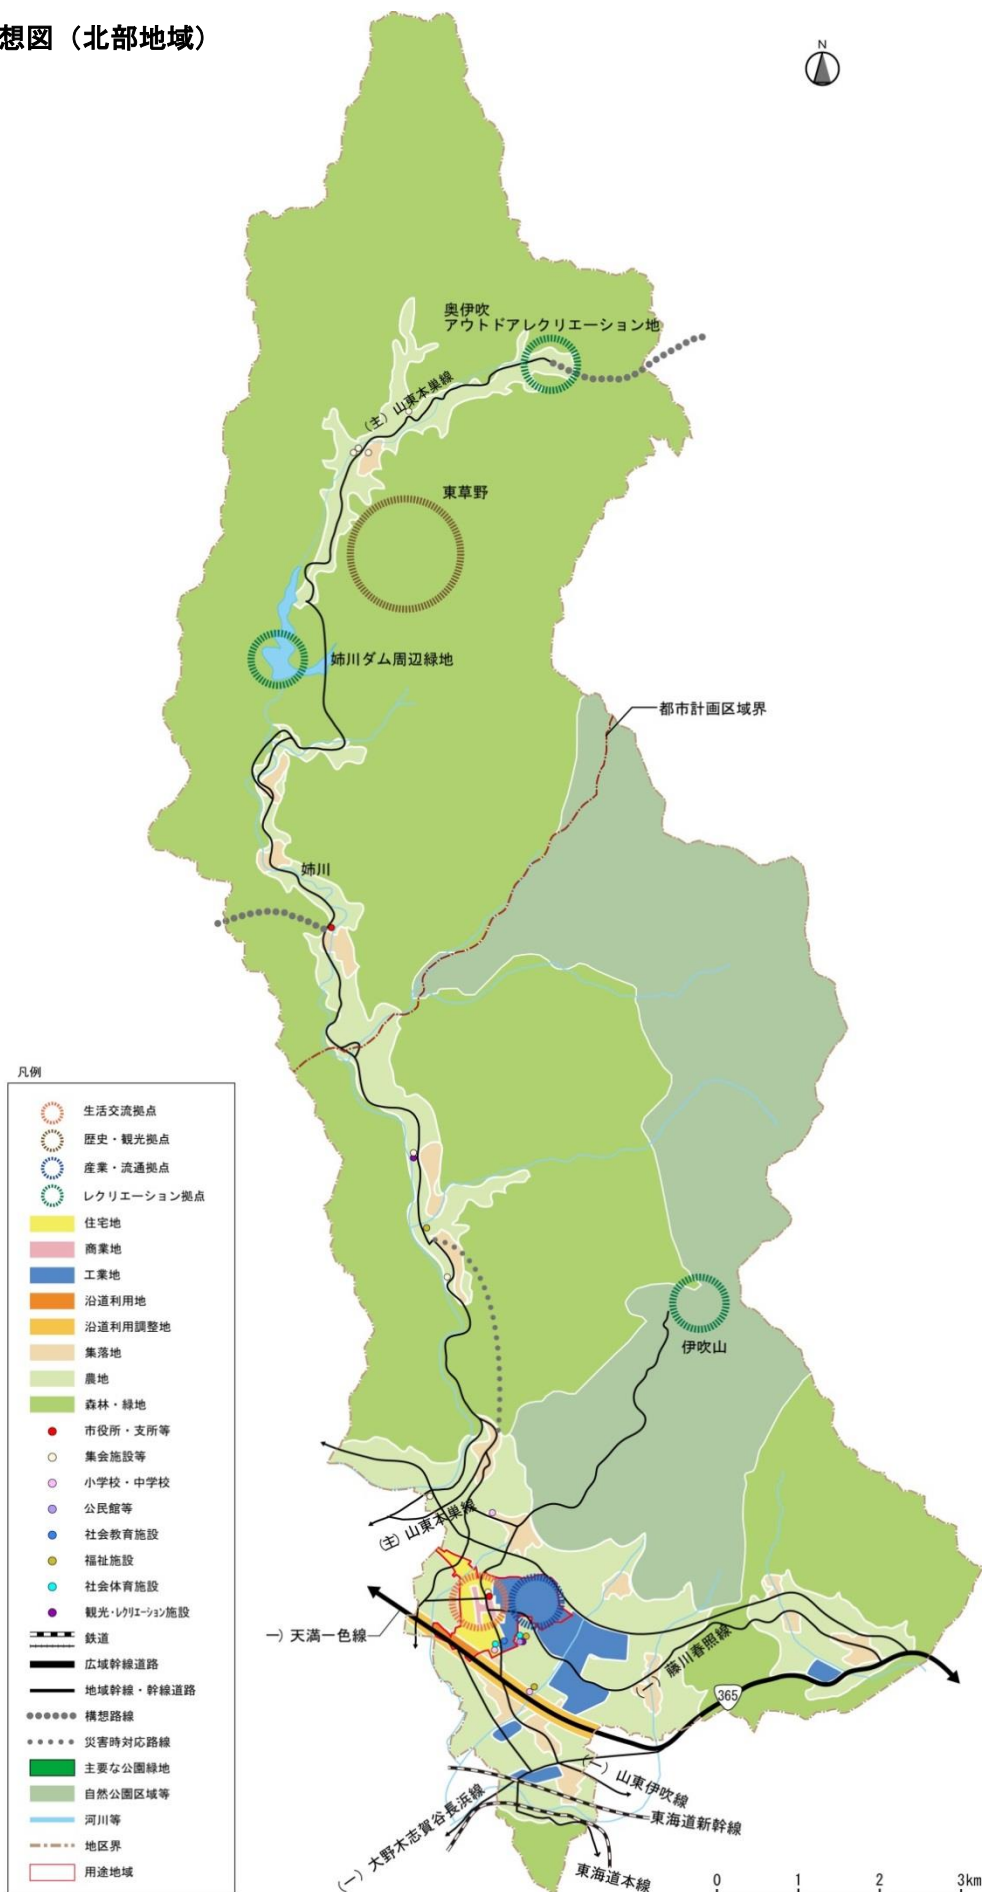 想図（北部地域）
N
奥伊吹
アウトドアレクリエーション地
（主）山東本巣線
東草野
姉川ダム周辺緑地
都市計画区域界
姉川
伊吹山
（主）山東本巣線
一）天満一色線
（一）藤川春照線
365
（一）山東伊吹線
東海道新幹線
（一）大野木志賀谷長浜線
東海道本線
凡例
生活交流拠点
歴史・観光拠点
産業・流通拠点
レクリエーション拠点
住宅地
商業地
工業地
沿道利用地
沿道利用調整地
集落地
農地
森林・緑地
市役所・支所等
集会施設等
小学校・中学校
公民館等
社会教育施設
福祉施設
社会体育施設
観光・レクリエーション施設
鉄道
広域幹線道路
地域幹線・幹線道路
構想路線
災害時対応路線
主要な公園緑地
自然公園区域等
河川等
地区界
用途地域
0 1 2 3km